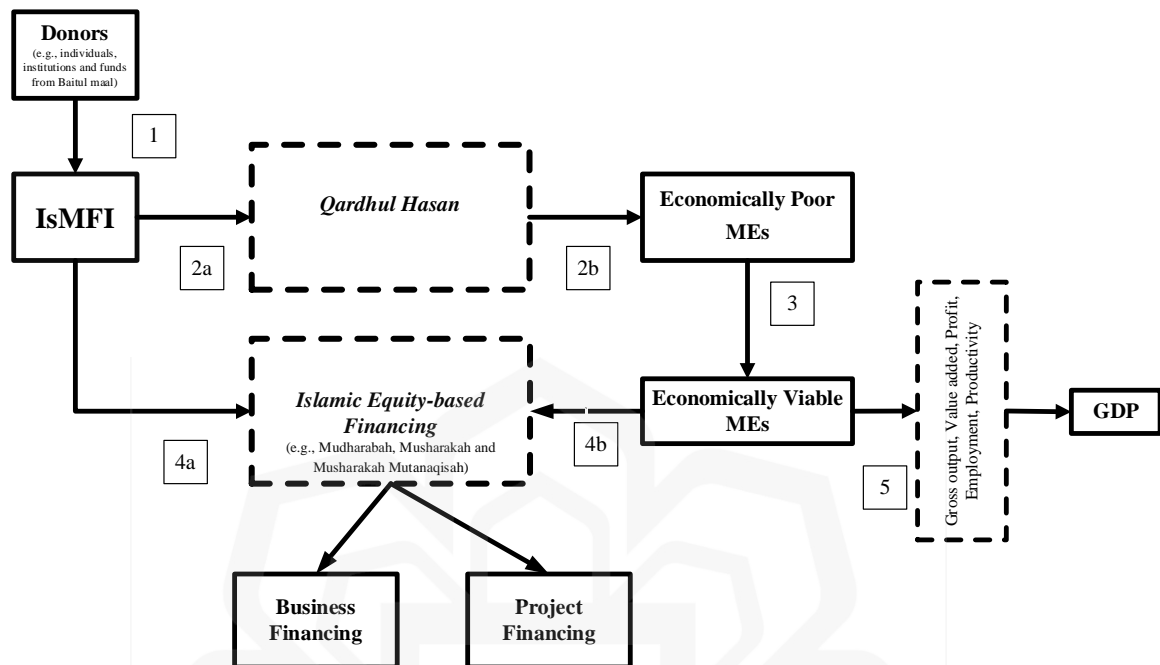 Donors
(e.g., individuals,
institutions and funds
from Baitul maal)
1
IsMFI
Qardhul Hasan
Economically Poor
MEs
2a
2b
3
Islamic Equity-based
Financing
(e.g., Mudharabah, Musharakah and
Musharakah Mutanaqisah)
Economically Viable
MEs
4a
4b
5
Gross output, Value added, Profit,
Employment, Productivity
GDP
Business
Financing
Project
Financing